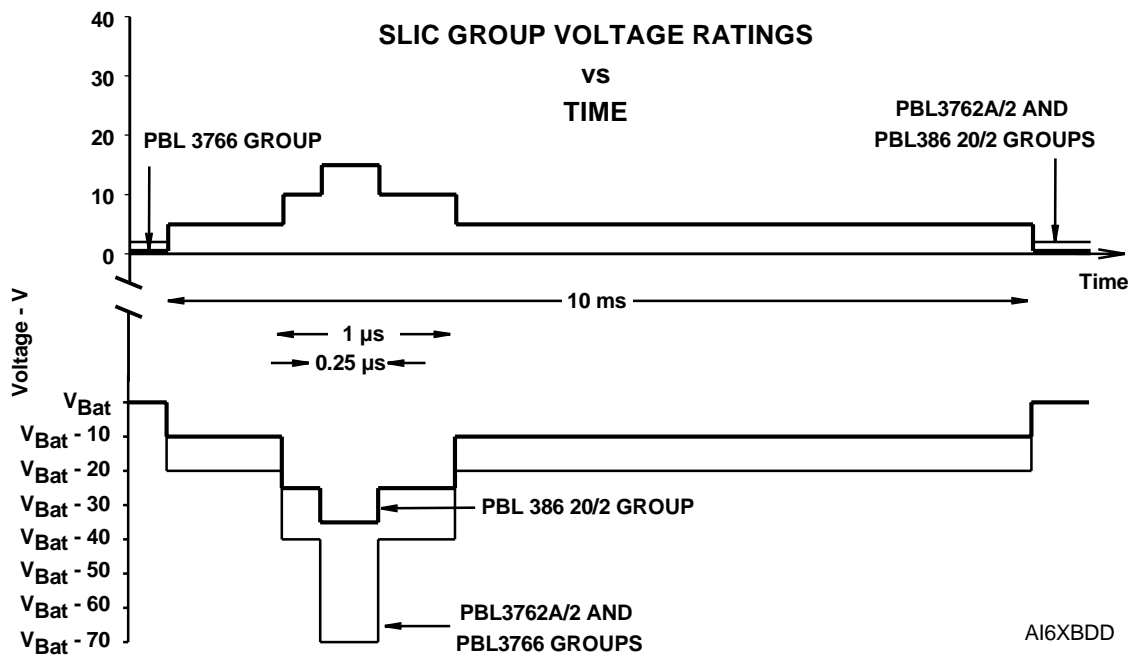 SLIC GROUP VOLTAGE RATINGS
vs
TIME
40
30
20
10
0
PBL 3766 GROUP
PBL3762A/2 AND
PBL386 20/2 GROUPS
Time
10 ms
1 µs
0.25 µs
Voltage - V
VBat
VBat - 10
VBat - 20
VBat - 30
VBat - 40
VBat - 50
VBat - 60
VBat - 70
PBL 386 20/2 GROUP
PBL3762A/2 AND
PBL3766 GROUPS
AI6XBDD